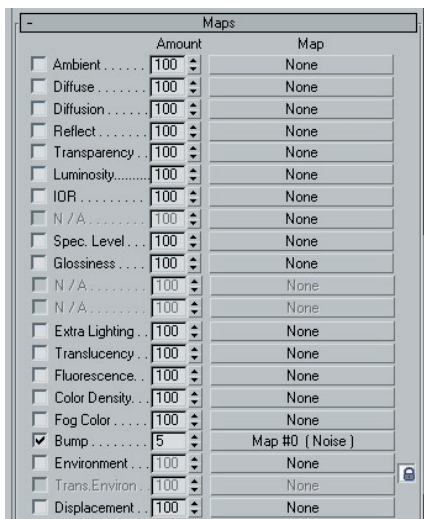 - Maps
Amount Map
Ambient . . . . . . 100 None
Diffuse . . . . . . . 100 None
Diffusion . . . . . . 100 None
Reflect . . . . . . . 100 None
Transparency . . 100 None
Luminosity.......... 100 None
IOR . . . . . . . . . 100 None
N / A . . . . . . . . 100 None
Spec. Level . . . 100 None
Glossiness . . . . 100 None
N / A . . . . . . . . 100 None
N / A . . . . . . . . 100 None
Extra Lighting . . 100 None
Translucency . . 100 None
Fluorescence. . 100 None
Color Density. . . 100 None
Fog Color . . . . . 100 None
Bump . . . . . . . . 5 Map #0 ( Noise )
Environment . . . 100 None
Trans.Environ . . 100 None
Displacement . . 100 None